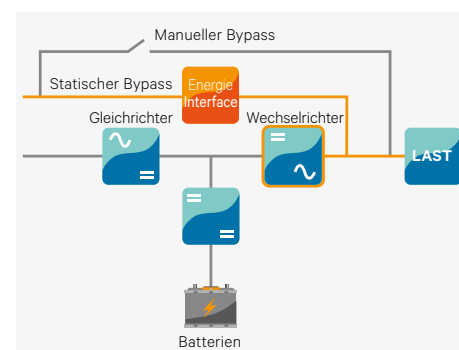 Manueller Bypass
Statischer Bypass
Energie
Interface
Gleichrichter
Wechselrichter
LAST
Batterien